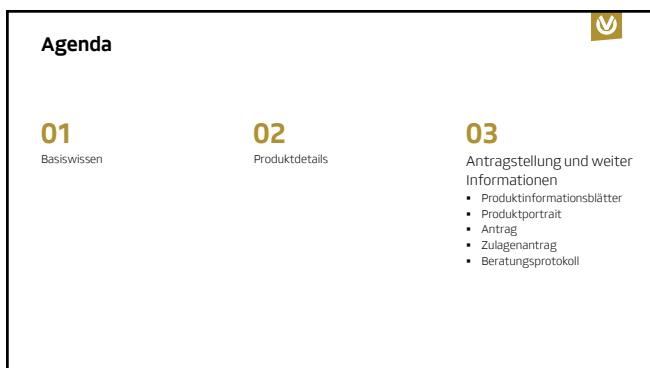 Agenda
01
Basiswissen
02
Produktdetails
03
Antragstellung und weiter
Informationen
▪ Produktinformationsblätter
▪ Produktportrait
▪ Antrag
▪ Zulagenantrag
▪ Beratungsprotokoll